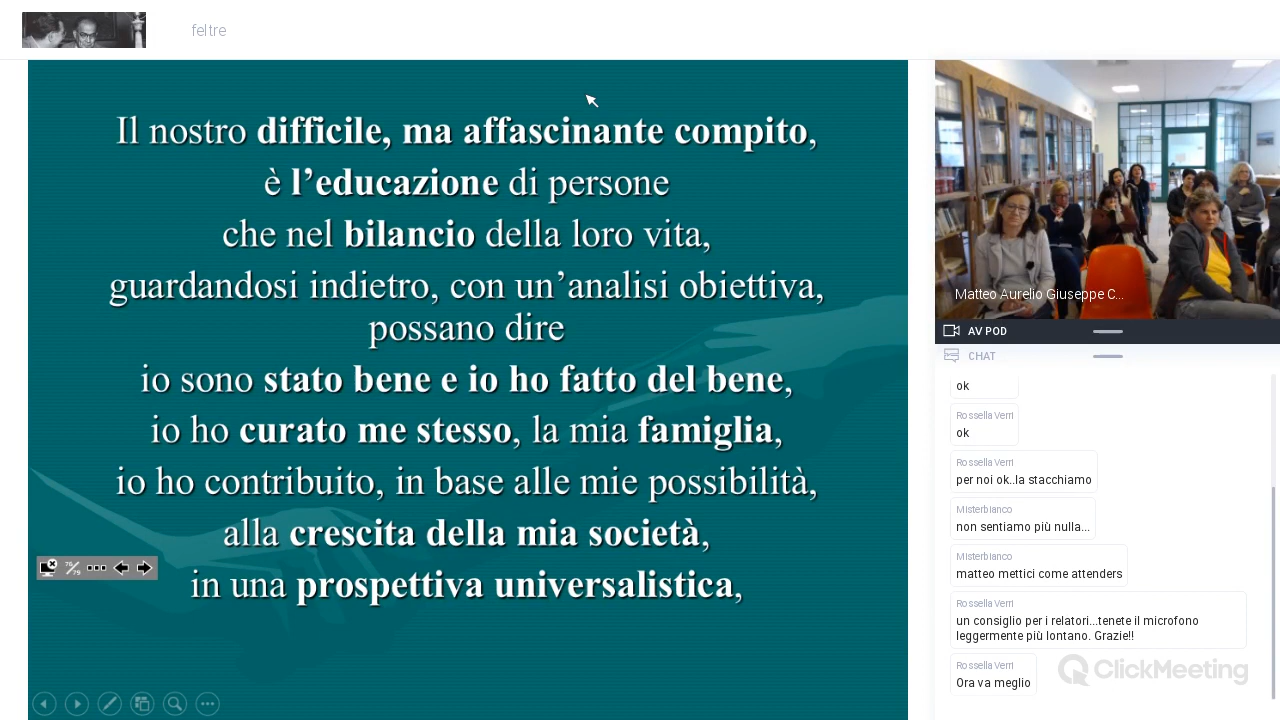 feltre
Il nostro difficile, ma affascinante compito,
è l’educazione di persone
che nel bilancio della loro vita,
guardandosi indietro, con un’analisi obiettiva,
possano dire
io sono stato bene e io ho fatto del bene,
io ho curato me stesso, la mia famiglia,
io ho contribuito, in base alle mie possibilità,
alla crescita della mia società,
in una prospettiva universalistica,
79/79
Matteo Aurelio Giuseppe C...
AV POD
CHAT
ok
Rossella Verri
ok
Rossella Verri
per noi ok..la stacchiamo
Misterbianco
non sentiamo più nulla...
Misterbianco
matteo mettici come attenders
Rossella Verri
un consiglio per i relatori...tenete il microfono
leggermente più lontano. Grazie!!
Rossella Verri
Ora va meglio
ClickMeeting